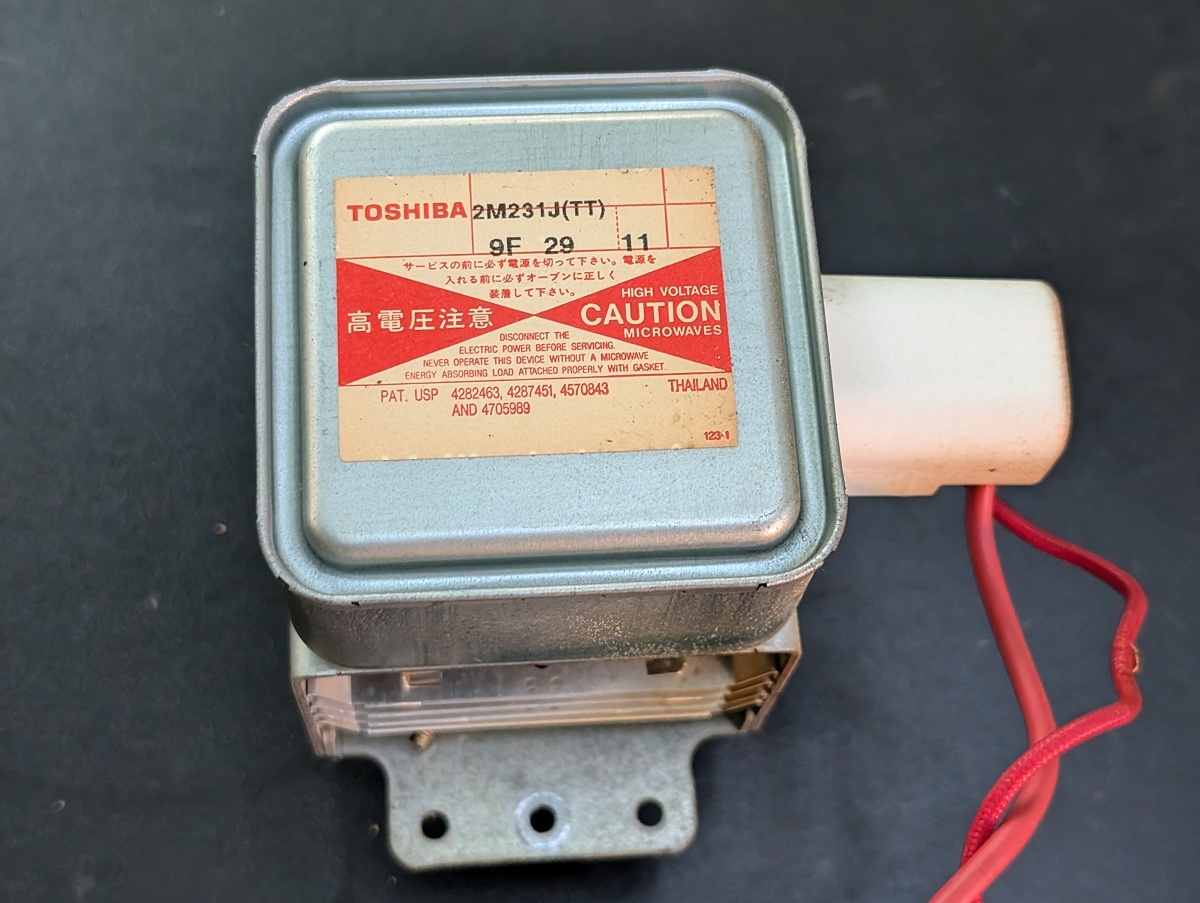 TOSHIBA 2M231J(TT)
9F 29 11
サービスの前に必ず電源を切って下さい。電源を
入れる前に必ずオーブンに正しく
装着して下さい。
高電圧注意
HIGH VOLTAGE
CAUTION
MICROWAVES
DISCONNECT THE
ELECTRIC POWER BEFORE SERVICING.
NEVER OPERATE THIS DEVICE WITHOUT A MICROWAVE
ENERGY ABSORBING LOAD ATTACHED PROPERLY WITH GASKET.
PAT. USP 4282463, 4287451, 4570843 THAILAND
AND 4705989
123-1